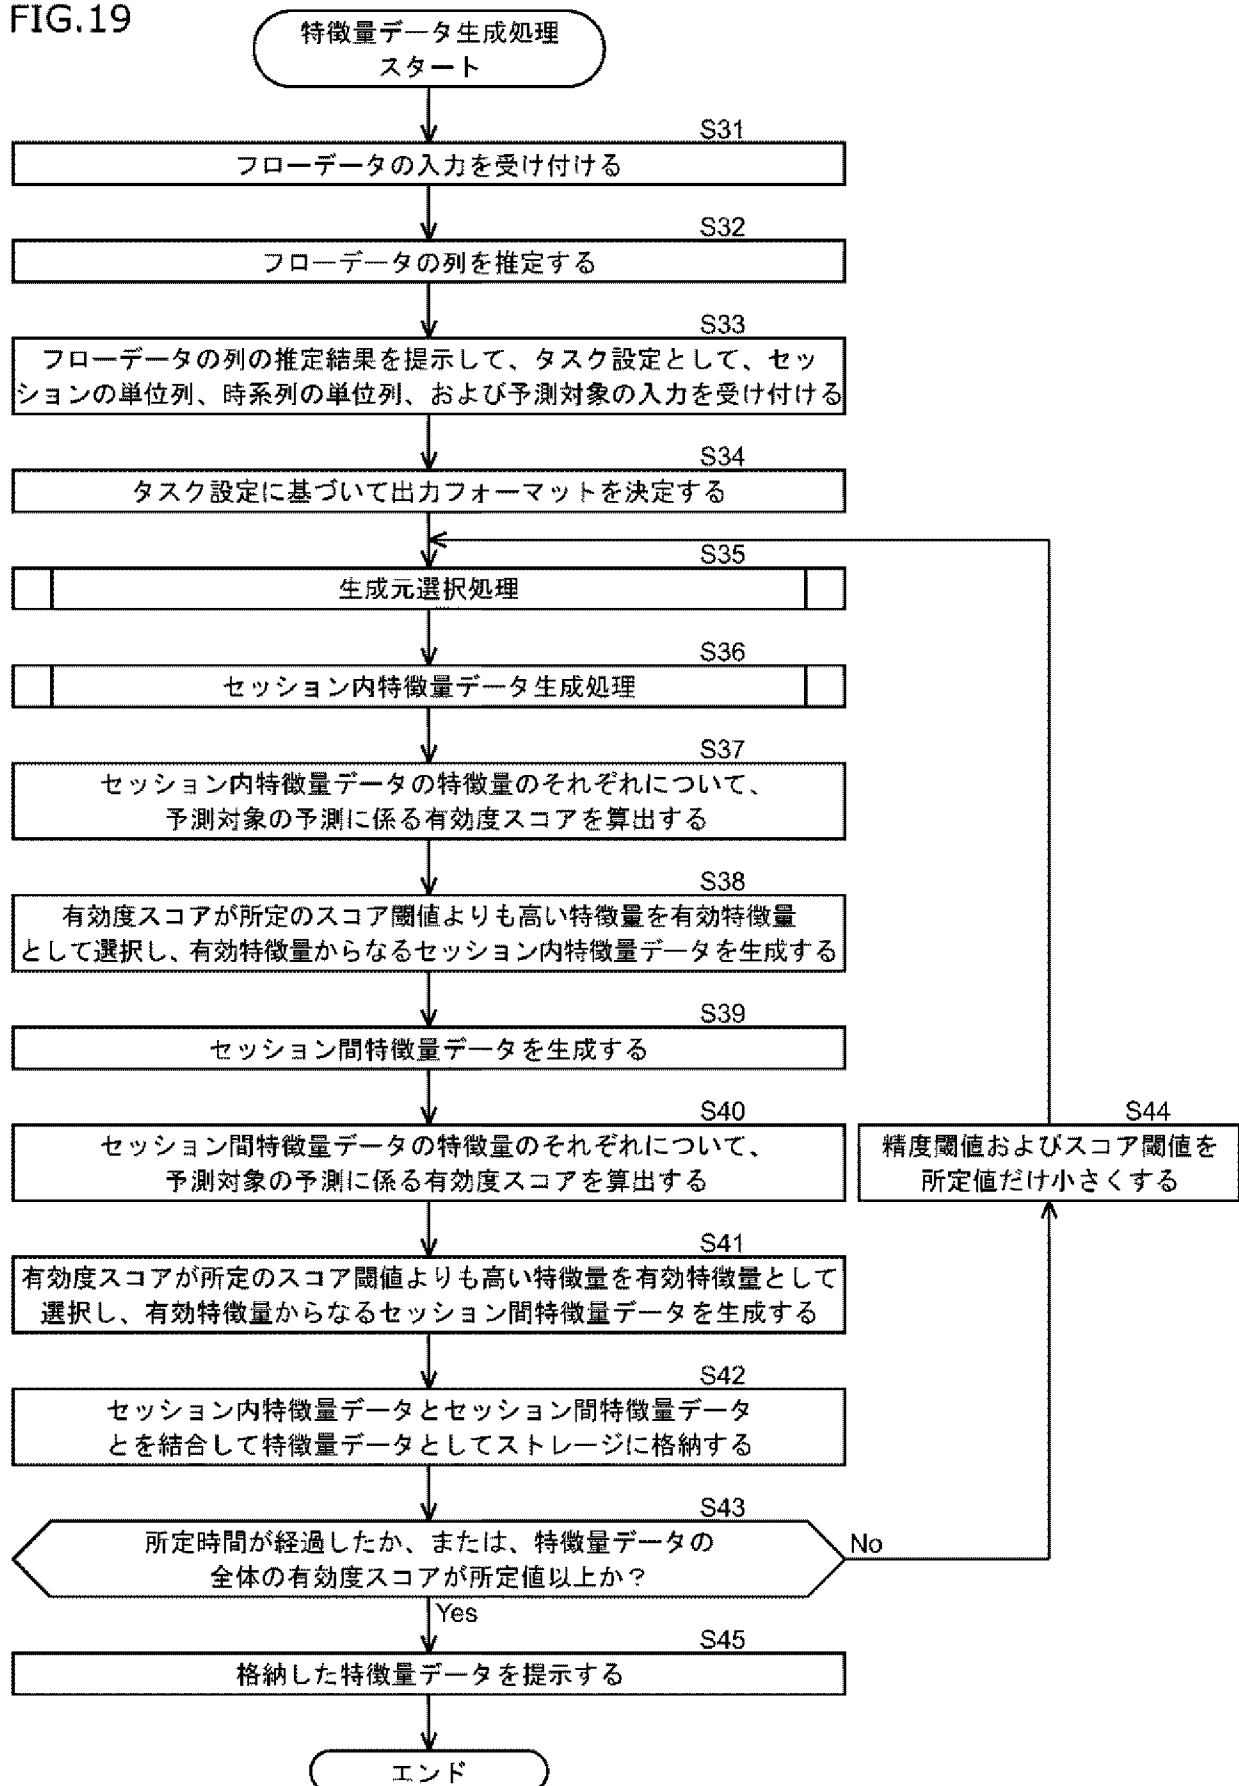 FIG.19
特徴量データ生成処理
スタート
S31
フローデータの入力を受け付ける
S32
フローデータの列を推定する
S33
フローデータの列の推定結果を提示して、タスク設定として、セッ
ションの単位列、時系列の単位列、および予測対象の入力を受け付ける
S34
タスク設定に基づいて出力フォーマットを決定する
S35
生成元選択処理
S36
セッション内特徴量データ生成処理
S37
セッション内特徴量データの特徴量のそれぞれについて、
予測対象の予測に係る有効度スコアを算出する
S38
有効度スコアが所定のスコア閾値よりも高い特徴量を有効特徴量
として選択し、有効特徴量からなるセッション内特徴量データを生成する
S39
セッション間特徴量データを生成する
S40
セッション間特徴量データの特徴量のそれぞれについて、
予測対象の予測に係る有効度スコアを算出する
S44
精度閾値およびスコア閾値を
所定値だけ小さくする
S41
有効度スコアが所定のスコア閾値よりも高い特徴量を有効特徴量として
選択し、有効特徴量からなるセッション間特徴量データを生成する
S42
セッション内特徴量データとセッション間特徴量データ
とを結合して特徴量データとしてストレージに格納する
S43
所定時間が経過したか、または、特徴量データの
全体の有効度スコアが所定値以上か？
No
Yes
S45
格納した特徴量データを提示する
エンド